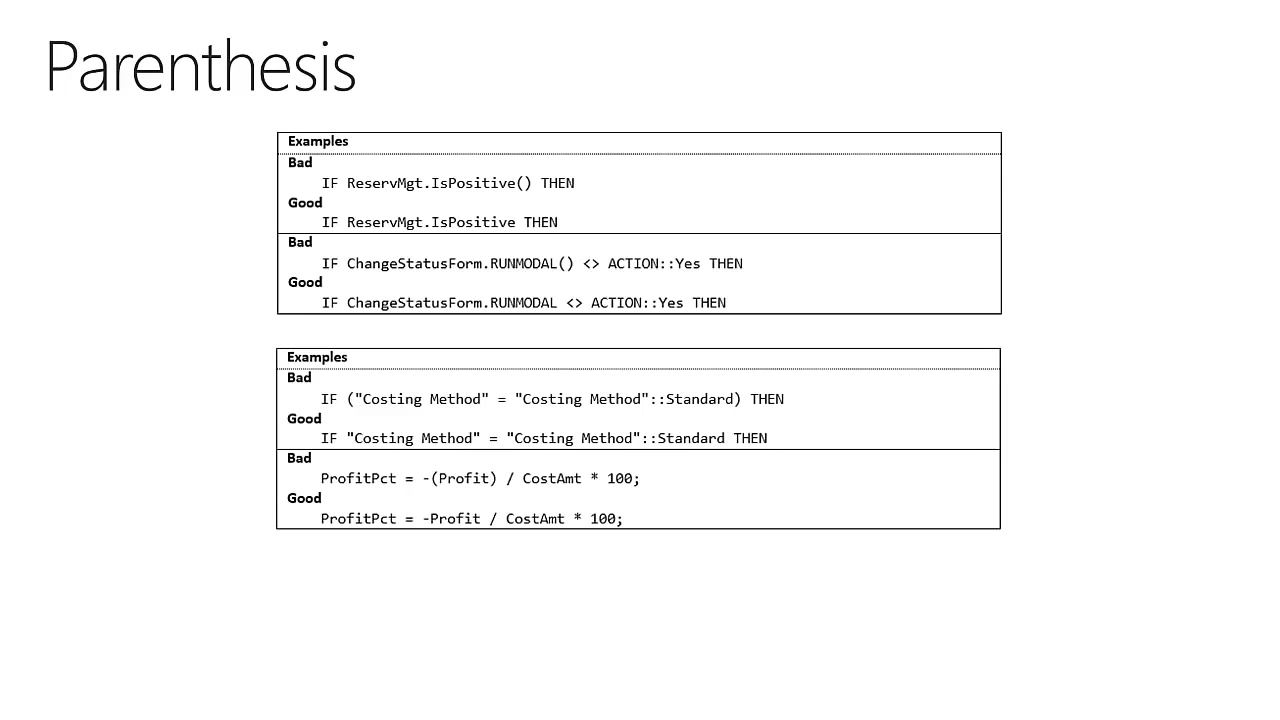 Parenthesis
Examples
Bad
IF ReservMgt.IsPositive() THEN
Good
IF ReservMgt.IsPositive THEN
Bad
IF ChangeStatusForm.RUNMODAL() <> ACTION::Yes THEN
Good
IF ChangeStatusForm.RUNMODAL <> ACTION::Yes THEN
Examples
Bad
IF ("Costing Method" = "Costing Method"::Standard) THEN
Good
IF "Costing Method" = "Costing Method"::Standard THEN
Bad
ProfitPct = -(Profit) / CostAmt * 100;
Good
ProfitPct = -Profit / CostAmt * 100;